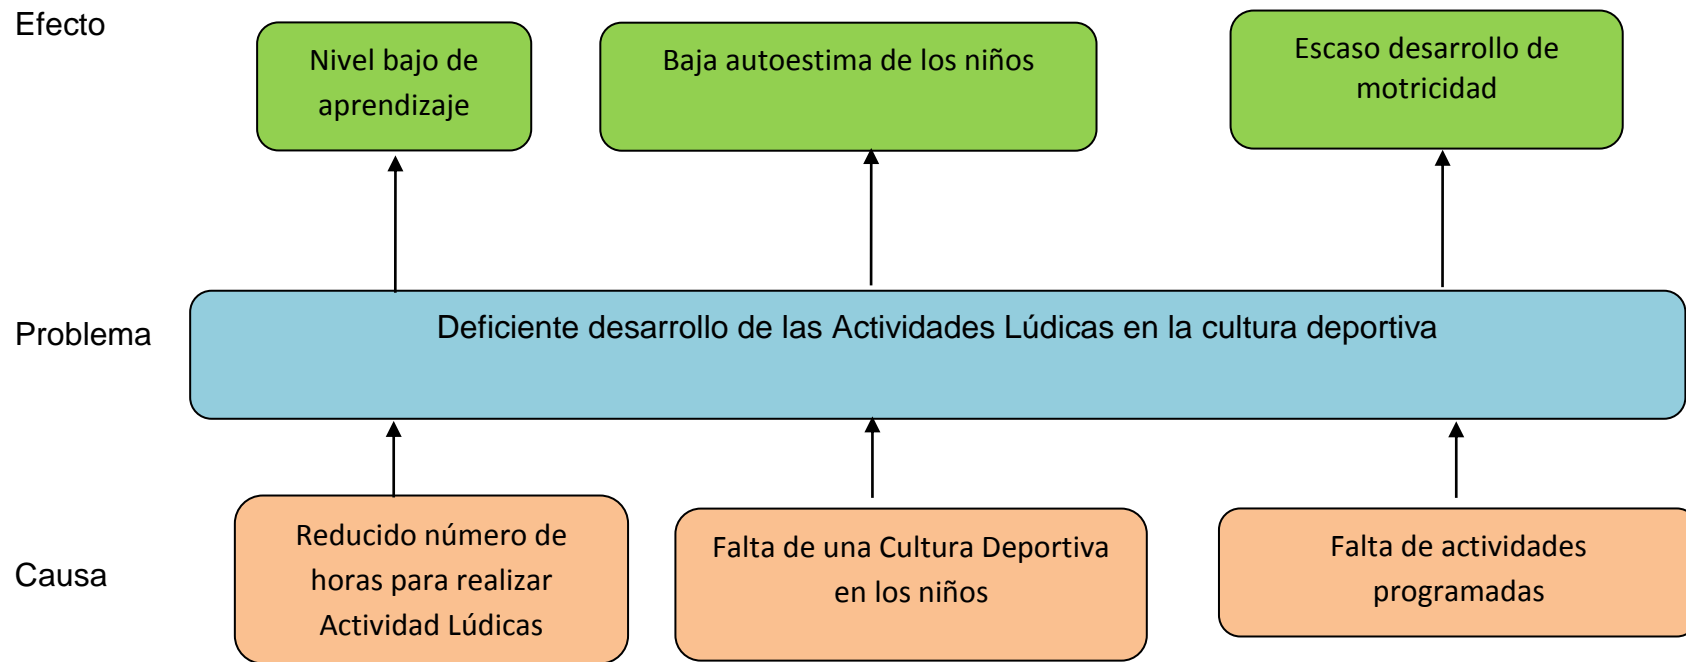 Efecto
Nivel bajo de
aprendizaje
Baja autoestima de los niños
Escaso desarrollo de
motricidad
Problema
Deficiente desarrollo de las Actividades Lúdicas en la cultura deportiva
Causa
Reducido número de
horas para realizar
Actividad Lúdicas
Falta de una Cultura Deportiva
en los niños
Falta de actividades
programadas